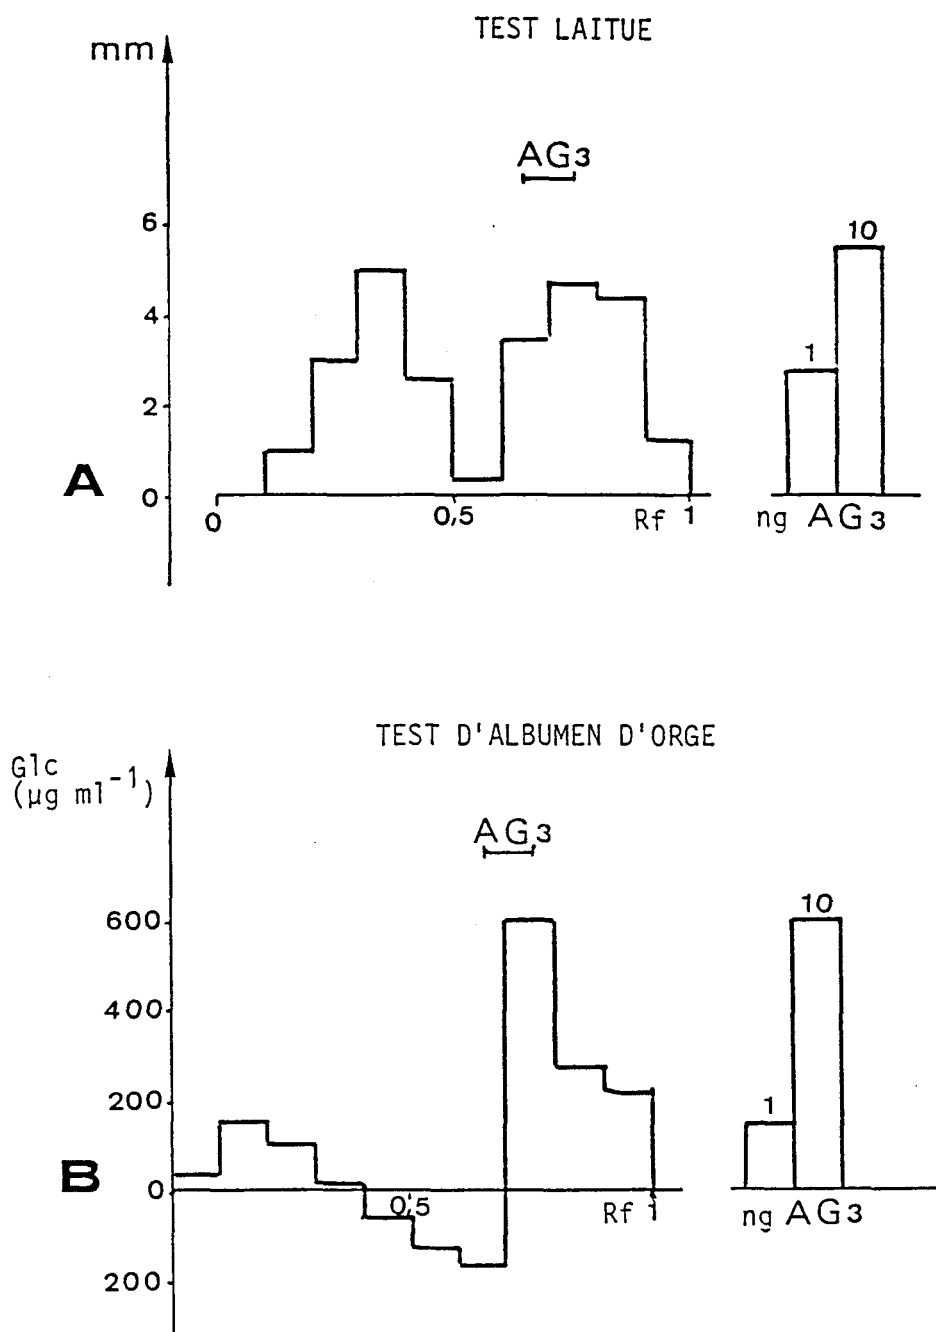 TEST LAITUE
mm
AG3
6
10
4
1
2
A
0
0
0,5
Rf 1
ng AG3
TEST D'ALBUMEN D'ORGE
Glc
(µg ml⁻¹)
AG3
600
10
400
200
1
B
0
0,5
Rf 1
ng AG3
200